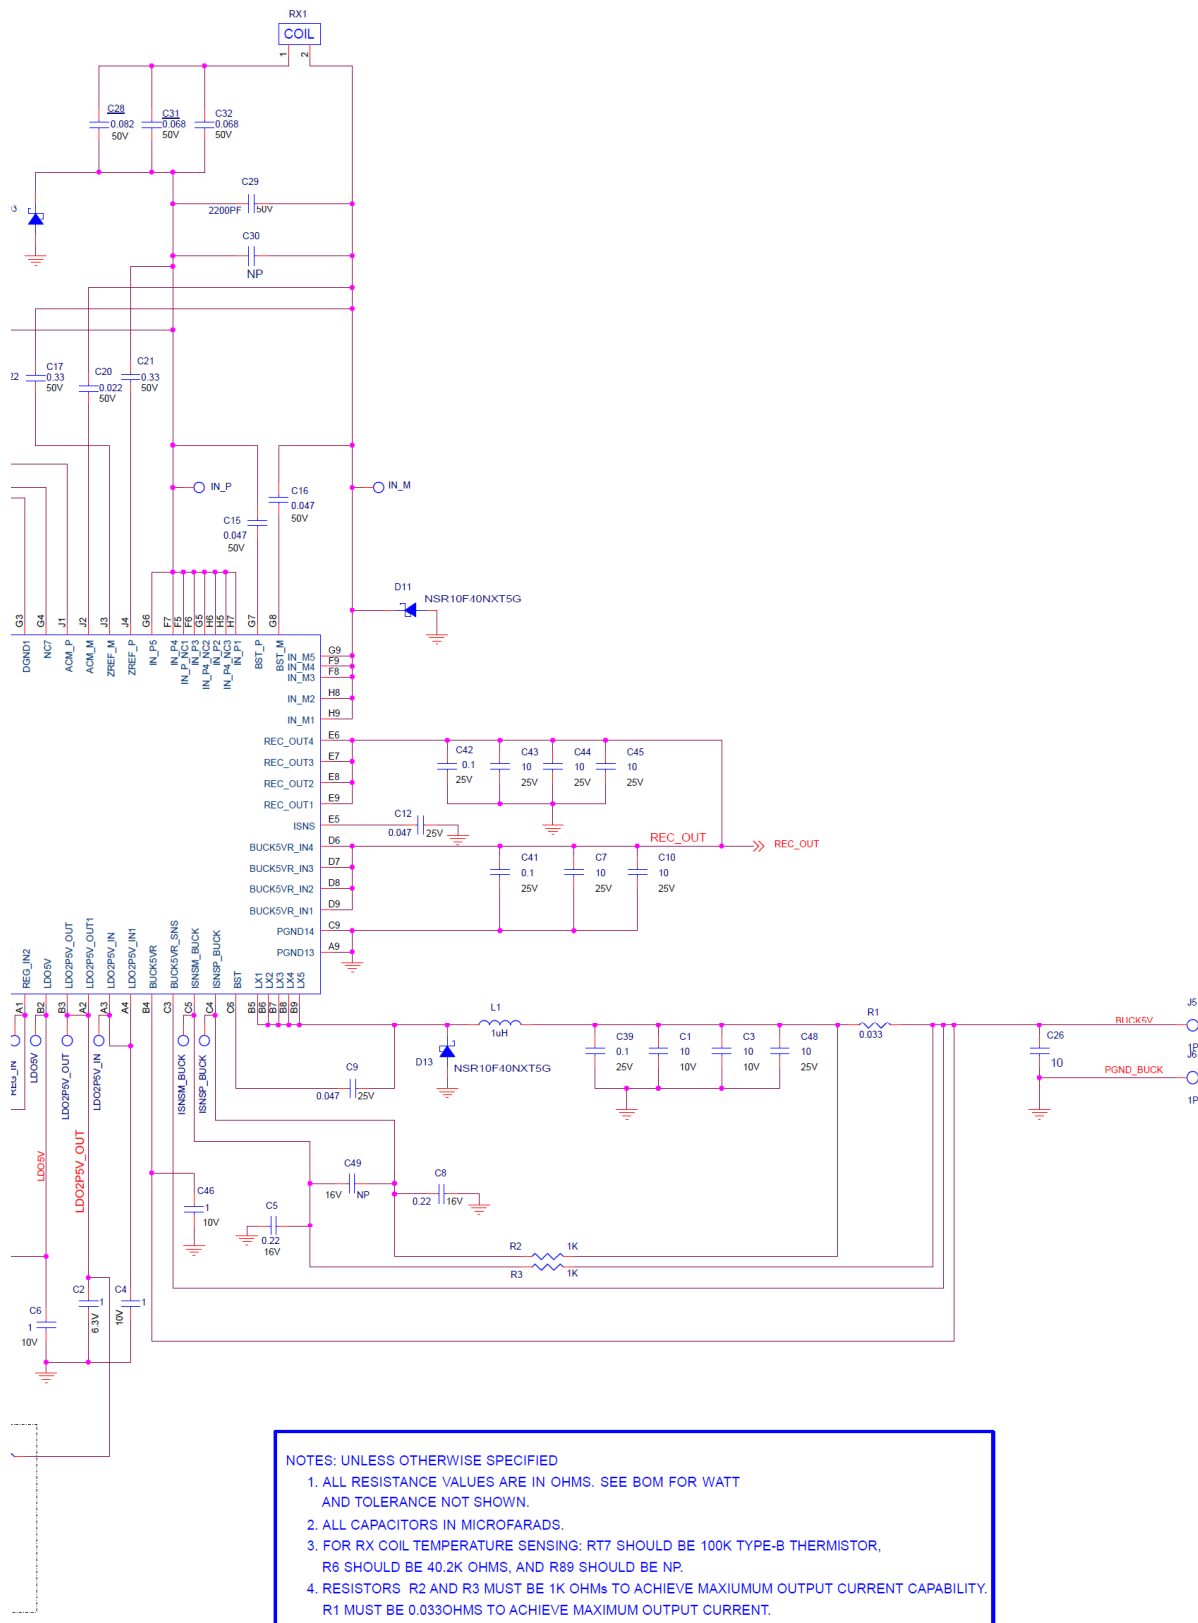 RX1
COIL
1
2
C28
0.082
50V
C31
0.068
50V
C32
0.068
50V
3
C29
2200PF
50V
C30
NP
22
C17
0.33
50V
C20
0.022
50V
C21
0.33
50V
IN_P
IN_M
C16
0.047
50V
C15
0.047
50V
D11
NSR10F40NXT5G
G3
G4
J1
J2
J3
J4
G6
F7
F5
F6
G5
H6
H5
H7
G7
G8
DGND1
NC7
ACM_P
ACM_M
ZREF_M
ZREF_P
IN_P5
IN_P4
IN_P_NC1
IN_P3
IN_P4_NC2
IN_P2
IN_P4_NC3
IN_P1
BST_P
BST_M
IN_M5 G9
IN_M4 F9
IN_M3 F8
IN_M2 H8
IN_M1 H9
REC_OUT4 E6
REC_OUT3 E7
REC_OUT2 E8
REC_OUT1 E9
ISNS E5
BUCK5VR_IN4 D6
BUCK5VR_IN3 D7
BUCK5VR_IN2 D8
BUCK5VR_IN1 D9
PGND14 C9
PGND13 A9
C42
0.1
25V
C43
10
25V
C44
10
25V
C45
10
25V
C12
0.047
25V
REC_OUT
REC_OUT
C41
0.1
25V
C7
10
25V
C10
10
25V
REG_IN2
LDO5V
LDO2P5V_OUT
LDO2P5V_OUT1
LDO2P5V_IN
LDO2P5V_IN1
BUCK5VR
BUCK5VR_SNS
ISNSM_BUCK
ISNSP_BUCK
BST
LX1
LX2
LX3
LX4
LX5
A1
B2
B3
A2
A3
A4
B4
C3
C5
C4
C6
B5
B6
B7
B8
B9
REG_IN
LDO5V
LDO2P5V_OUT
LDO2P5V_IN
ISNSM_BUCK
ISNSP_BUCK
L1
1uH
D13
NSR10F40NXT5G
C9
0.047
25V
C39
0.1
25V
C1
10
10V
C3
10
10V
C48
10
25V
R1
0.033
BUCK5V
J5
1P
C26
10
J6
PGND_BUCK
1P
LDO5V
LDO2P5V_OUT
C46
1
10V
C49
16V
NP
C8
0.22
16V
C5
0.22
16V
R2
1K
R3
1K
C6
1
10V
C2
1
6.3V
C4
1
10V
NOTES: UNLESS OTHERWISE SPECIFIED
1. ALL RESISTANCE VALUES ARE IN OHMS. SEE BOM FOR WATT
AND TOLERANCE NOT SHOWN.
2. ALL CAPACITORS IN MICROFARADS.
3. FOR RX COIL TEMPERATURE SENSING: RT7 SHOULD BE 100K TYPE-B THERMISTOR,
R6 SHOULD BE 40.2K OHMS, AND R89 SHOULD BE NP.
4. RESISTORS R2 AND R3 MUST BE 1K OHMs TO ACHIEVE MAXIUMUM OUTPUT CURRENT CAPABILITY.
R1 MUST BE 0.033OHMS TO ACHIEVE MAXIMUM OUTPUT CURRENT.